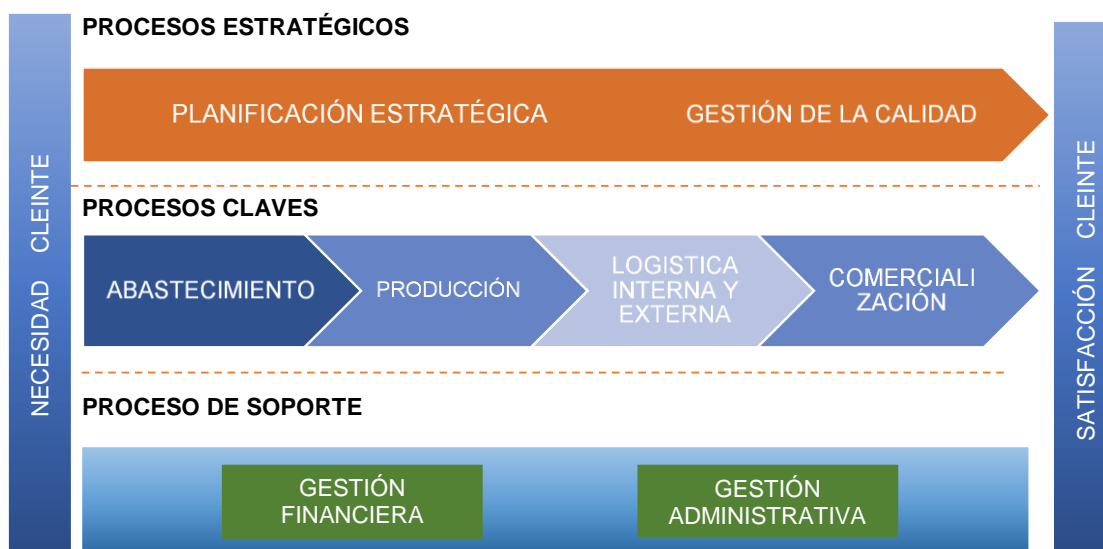 PROCESOS ESTRATÉGICOS
PLANIFICACIÓN ESTRATÉGICA
GESTIÓN DE LA CALIDAD
NECESIDAD CLEINTE
PROCESOS CLAVES
ABASTECIMIENTO
PRODUCCIÓN
LOGISTICA
INTERNA Y
EXTERNA
COMERCIALI
ZACIÓN
SATISFACCIÓN CLEINTE
PROCESO DE SOPORTE
GESTIÓN
FINANCIERA
GESTIÓN
ADMINISTRATIVA